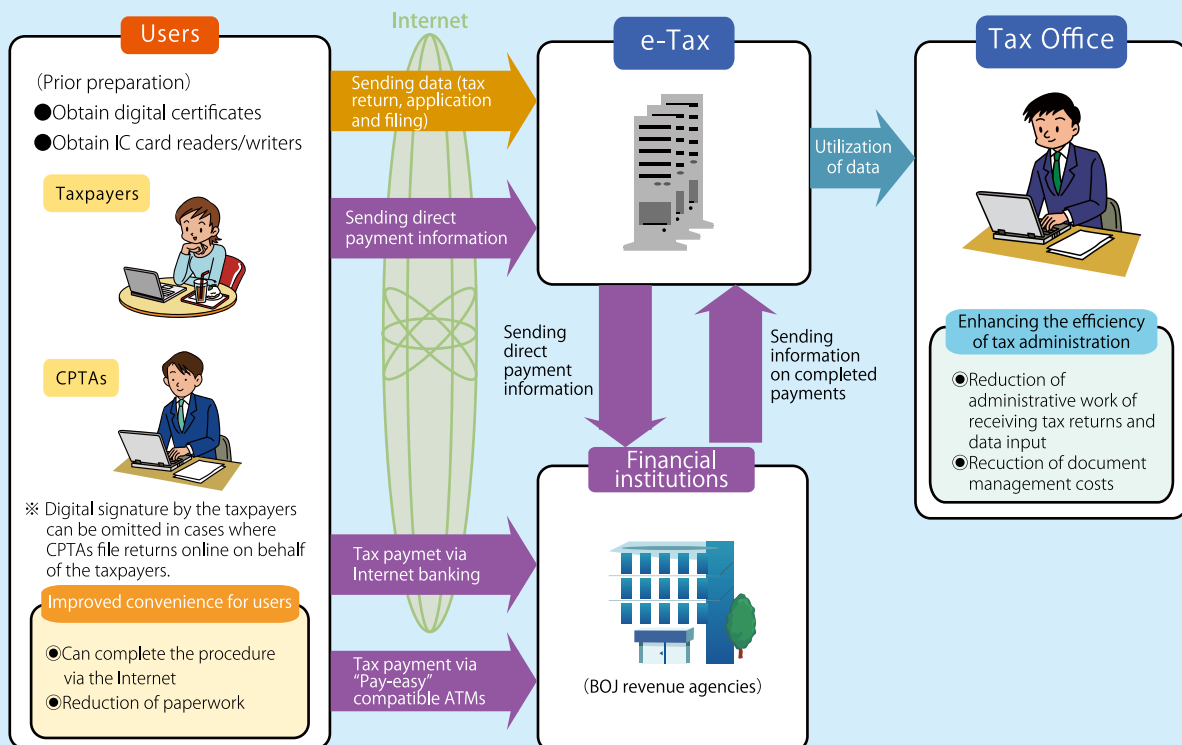 Users
(Prior preparation)
●Obtain digital certificates
●Obtain IC card readers/writers
Taxpayers
CPTAs
※ Digital signature by the taxpayers
can be omitted in cases where
CPTAs file returns online on behalf
of the taxpayers.
Improved convenience for users
◉Can complete the procedure
via the Internet
◉Reduction of paperwork
Internet
Sending data (tax
return, application
and filing)
Sending direct
payment information
Tax paymet via
Internet banking
Tax payment via
“Pay-easy”
compatible ATMs
e-Tax
Sending
direct
payment
information
Sending
information
on completed
payments
Financial
institutions
(BOJ revenue agencies)
Utilization
of data
Tax Office
Enhancing the efficiency
of tax administration
◉Reduction of
administrative work of
receiving tax returns and
data input
◉Recuction of document
management costs